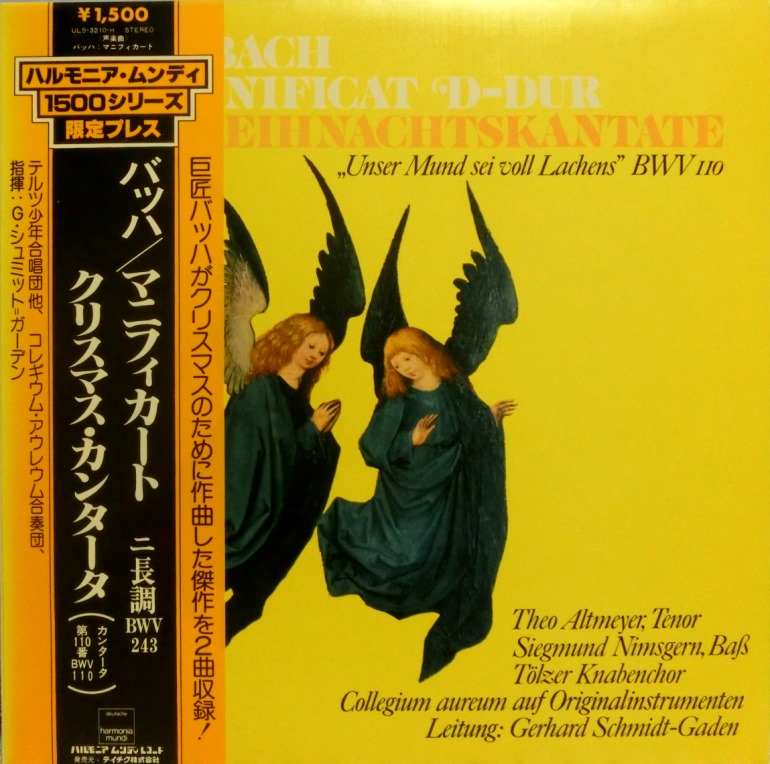 ¥1,500
ULS-3210-H STEREO
（声楽曲）
バッハ：マニフィカート
ハルモニア・ムンディ
1500シリーズ
限定プレス
巨匠バッハがクリスマスのために作曲した傑作を2曲収録！
バッハ／マニフィカート ニ長調 BWV 243
クリスマス・カンタータ（カンタータ第110番BWV110）
テルツ少年合唱団 他、コレギウム・アウレウム合奏団、
指揮：G・シュミット＝ガーデン
deutsche
harmonia
mundi
ハルモニア ムンディ レコード
発売元・テイチク株式会社
BACH
NIFICAT D-DUR
EIHNACHTSKANTATE
„Unser Mund sei voll Lachens” BWV 110
Theo Altmeyer, Tenor
Siegmund Nimsgern, Baß
Tölzer Knabenchor
Collegium aureum auf Originalinstrumenten
Leitung: Gerhard Schmidt-Gaden